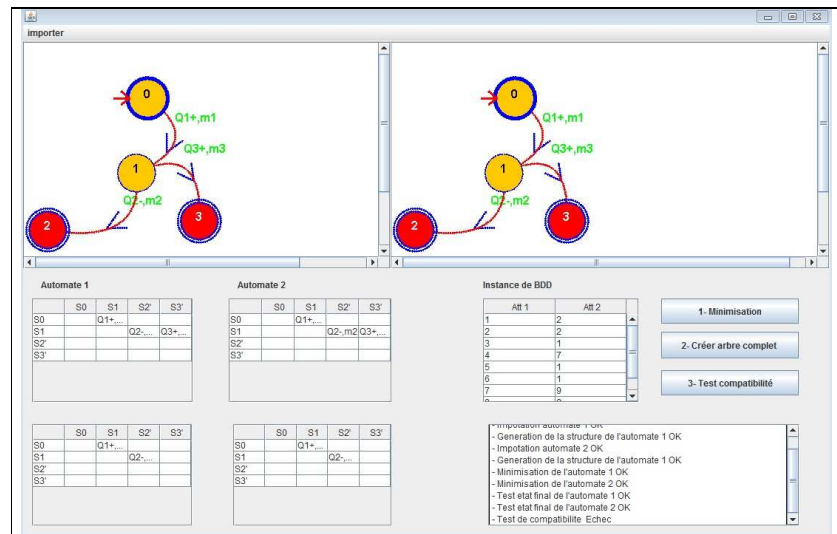 importer
0
Q1+,m1
Q3+,m3
1
Q2-,m2
2
3
0
Q1+,m1
Q3+,m3
1
Q2-,m2
2
3
Automate 1
S0 S1 S2' S3'
S0 Q1+,...
S1 Q2-,... Q3+,...
S2'
S3'
Automate 2
S0 S1 S2' S3'
S0 Q1+,...
S1 Q2-,m2 Q3+,...
S2'
S3'
Instance de BDD
Att 1 Att 2
1 2
2 2
3 1
4 7
5 1
6 1
7 9
1- Minimisation
2- Créer arbre complet
3- Test compatibilité
S0 S1 S2' S3'
S0 Q1+,...
S1 Q2-,...
S2'
S3'
S0 S1 S2' S3'
S0 Q1+,...
S1 Q2-,...
S2'
S3'
- Impotation automate 1 OK
- Generation de la structure de l'automate 1 OK
- Impotation automate 2 OK
- Generation de la structure de l'automate 1 OK
- Minimisation de l'automate 1 OK
- Minimisation de l'automate 2 OK
- Test etat final de l'automate 1 OK
- Test etat final de l'automate 2 OK
- Test de compatibilite Echec